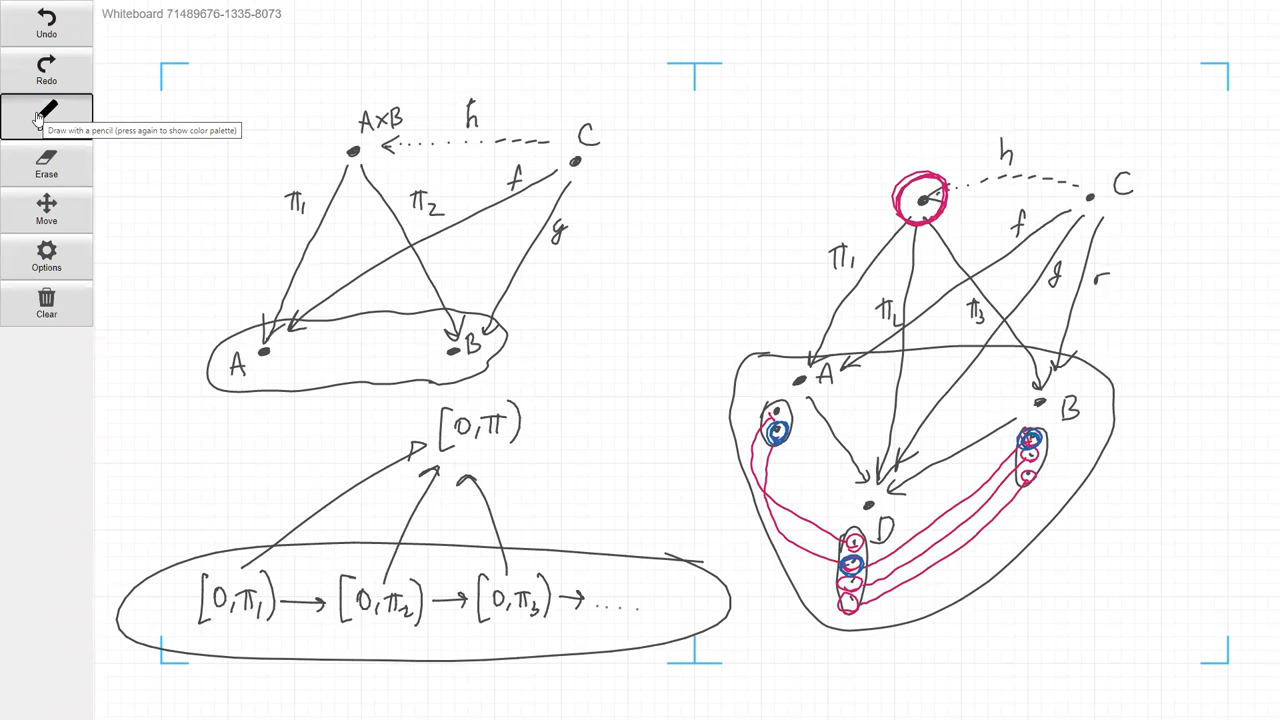 Whiteboard 71489676-1335-8073
Undo
Redo
Draw with a pencil (press again to show color palette)
Erase
Move
Options
Clear
A×B
h
C
π1
π2
f
g
A
B
[0,π)
[0,π1) → [0,π2) → [0,π3) → ....
h
C
π1
π2
π3
f
g
r
A
B
D